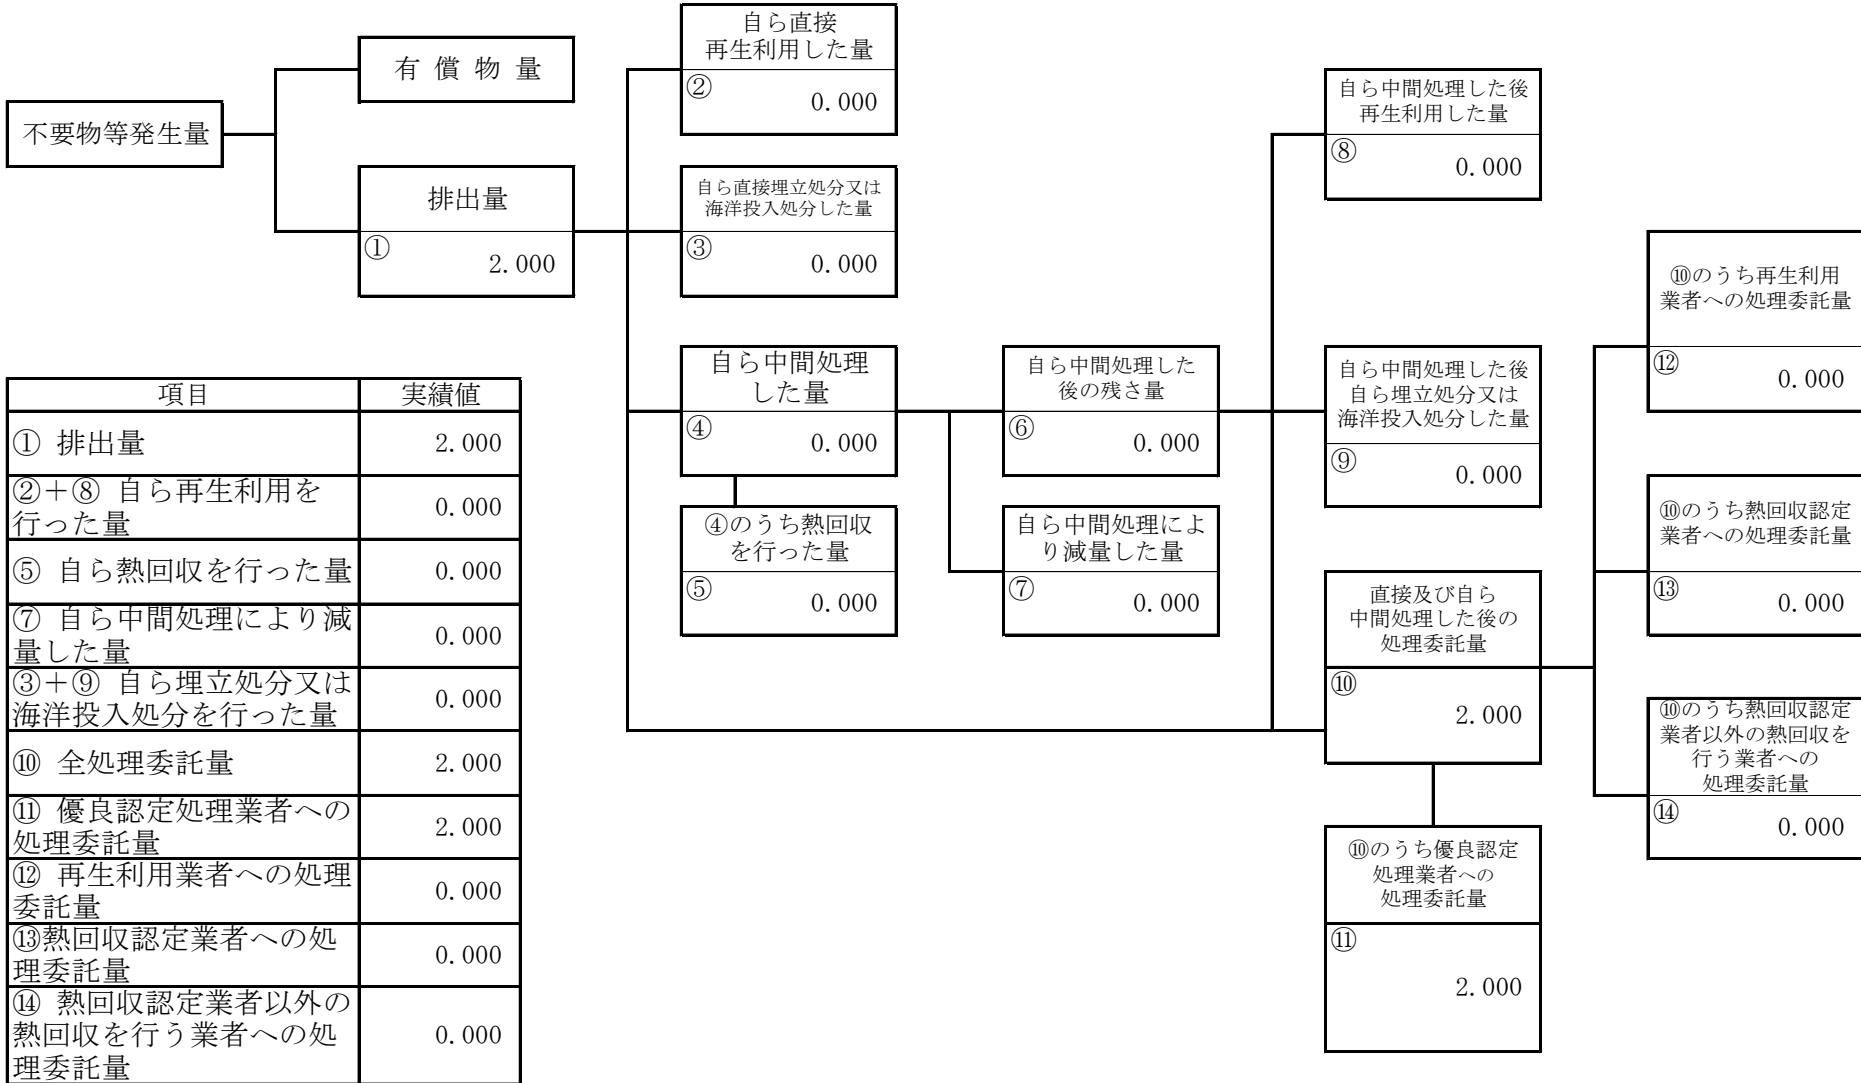 不要物等発生量
有 償 物 量
排出量
①
2.000
自ら直接
再生利用した量
②
0.000
自ら直接埋立処分又は
海洋投入処分した量
③
0.000
自ら中間処理
した量
④
0.000
④のうち熱回収
を行った量
⑤
0.000
自ら中間処理した
後の残さ量
⑥
0.000
自ら中間処理によ
り減量した量
⑦
0.000
自ら中間処理した後
再生利用した量
⑧
0.000
自ら中間処理した後
自ら埋立処分又は
海洋投入処分した量
⑨
0.000
直接及び自ら
中間処理した後の
処理委託量
⑩
2.000
⑩のうち優良認定
処理業者への
処理委託量
⑪
2.000
⑩のうち再生利用
業者への処理委託量
⑫
0.000
⑩のうち熱回収認定
業者への処理委託量
⑬
0.000
⑩のうち熱回収認定
業者以外の熱回収を
行う業者への
処理委託量
⑭
0.000
項目 実績値
① 排出量 2.000
②＋⑧ 自ら再生利用を
行った量 0.000
⑤ 自ら熱回収を行った量 0.000
⑦ 自ら中間処理により減
量した量 0.000
③＋⑨ 自ら埋立処分又は
海洋投入処分を行った量 0.000
⑩ 全処理委託量 2.000
⑪ 優良認定処理業者への
処理委託量 2.000
⑫ 再生利用業者への処理
委託量 0.000
⑬熱回収認定業者への処
理委託量 0.000
⑭ 熱回収認定業者以外の
熱回収を行う業者への処
理委託量 0.000